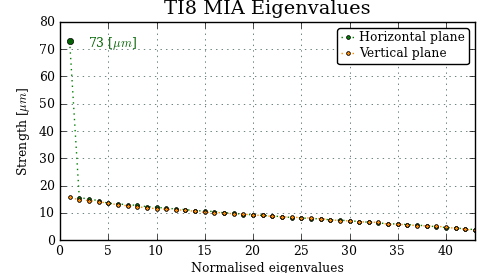 TI8 MIA Eigenvalues
80
70
60
50
40
30
20
10
0
Strength [μm]
73 [μm]
Horizontal plane
Vertical plane
0 5 10 15 20 25 30 35 40
Normalised eigenvalues